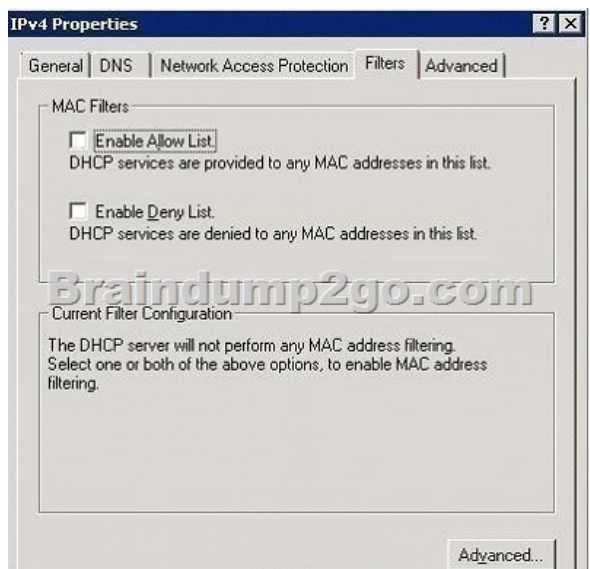 IPv4 Properties
? X
General DNS Network Access Protection Filters Advanced
MAC Filters
Enable Allow List.
DHCP services are provided to any MAC addresses in this list.
Enable Deny List.
DHCP services are denied to any MAC addresses in this list.
Braindump2go.com
Current Filter Configuration
The DHCP server will not perform any MAC address filtering.
Select one or both of the above options, to enable MAC address
filtering.
Advanced...